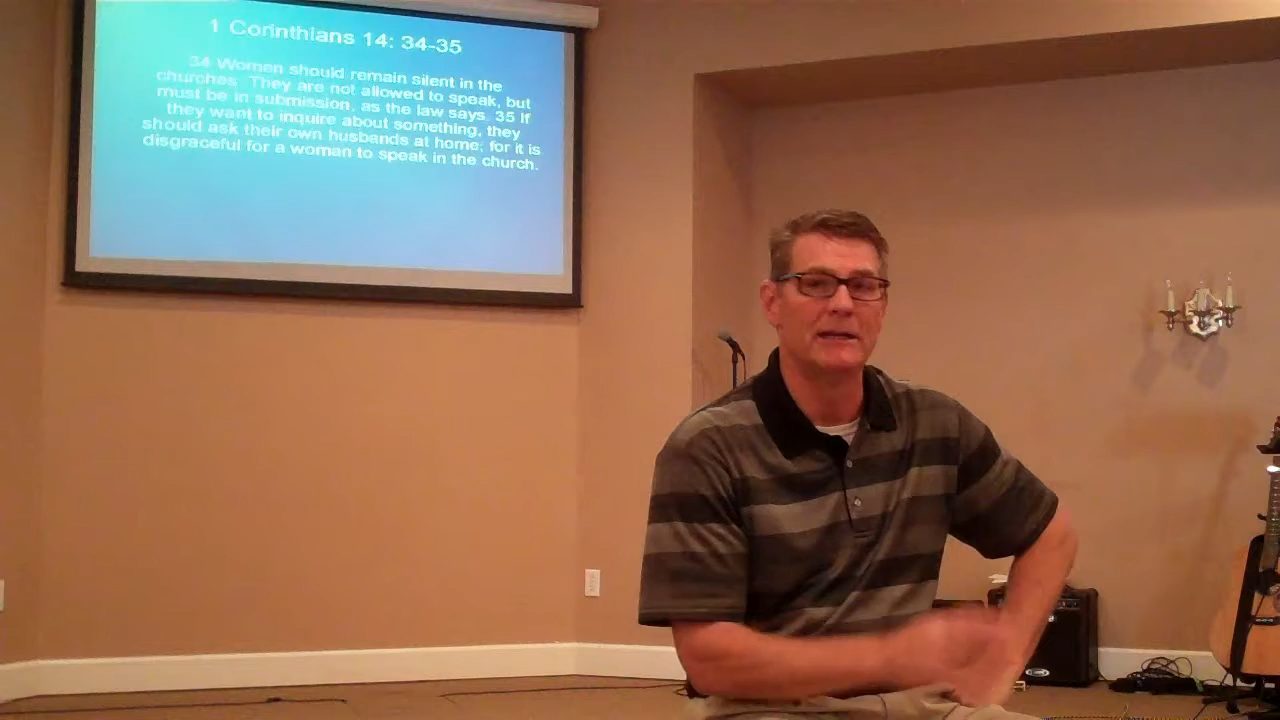 1 Corinthians 14: 34-35
34 Women should remain silent in the
churches. They are not allowed to speak, but
must be in submission, as the law says. 35 If
they want to inquire about something, they
should ask their own husbands at home; for it is
disgraceful for a woman to speak in the church.